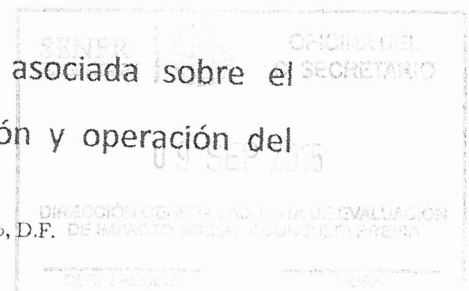 SENER
OFICINA DEL
asociada sobre el
SECRETARIO
ón y operación del
09 SEP 2015
DIRECCIÓN GENERAL ADJUNTA DE EVALUACIÓN
o, D.F.
DE IMPACTO SOCIAL Y CONSULTA PREVIA
HORA